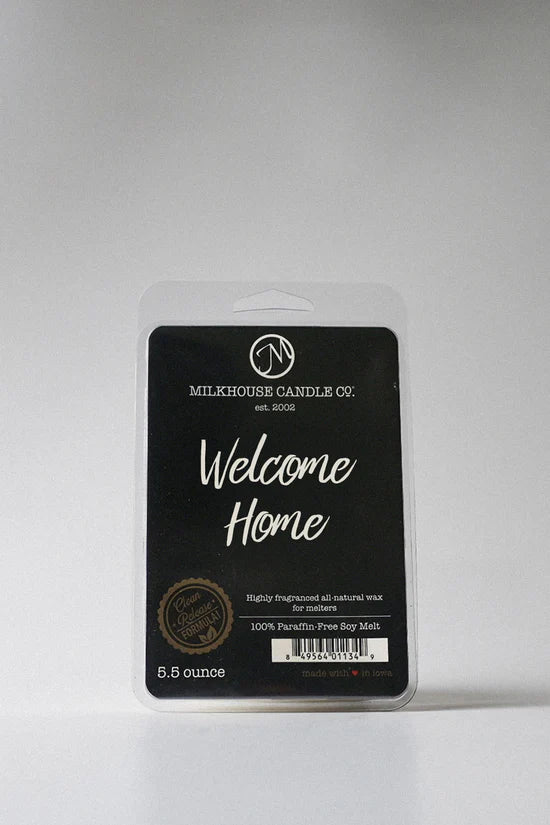 JM
MILKHOUSE CANDLE CO.
est. 2002
Welcome
Home
Highly fragranced all-natural wax
for melters
100% Paraffin-Free Soy Melt
Clean
Release
FORMULA!
8 49564 01134 9
5.5 ounce
made with ♥ in iowa